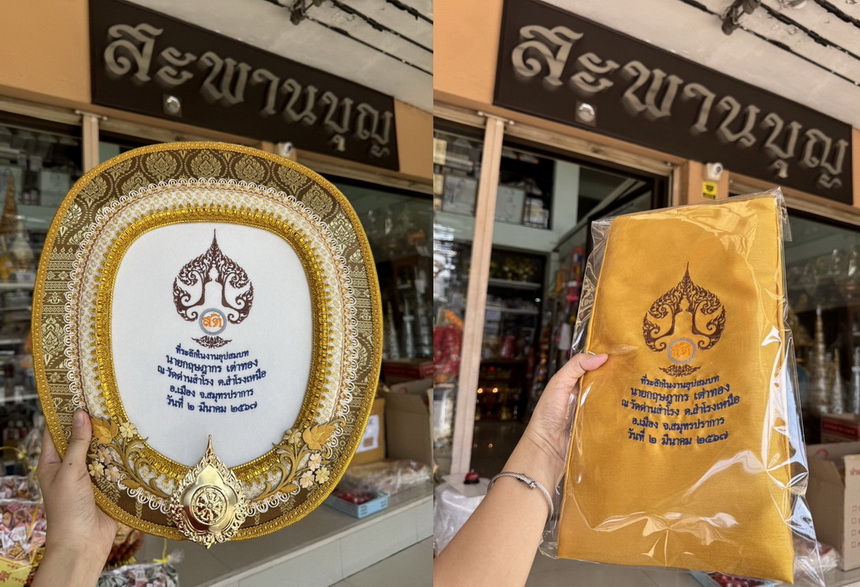 สะพานบุญ
สะพานบุญ
สต
ที่ระลึกในงานอุปสมบท
นายกฤษฎากร เต่าทอง
ณ วัดด่านสำโรง ต.สำโรงเหนือ
อ.เมือง จ.สมุทรปราการ
วันที่ ๒ มีนาคม ๒๕๖๗
สต
ที่ระลึกในงานอุปสมบท
นายกฤษฎากร เต่าทอง
ณ วัดด่านสำโรง ต.สำโรงเหนือ
อ.เมือง จ.สมุทรปราการ
วันที่ ๒ มีนาคม ๒๕๖๗